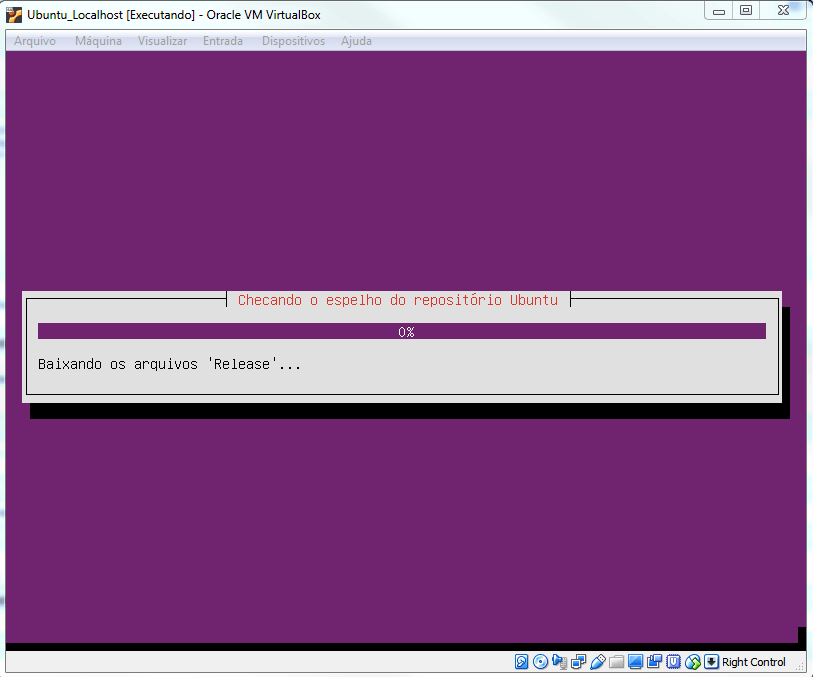 Ubuntu_Localhost [Executando] - Oracle VM VirtualBox
Arquivo Máquina Visualizar Entrada Dispositivos Ajuda
Checando o espelho do repositório Ubuntu
0%
Baixando os arquivos 'Release'...
Right Control